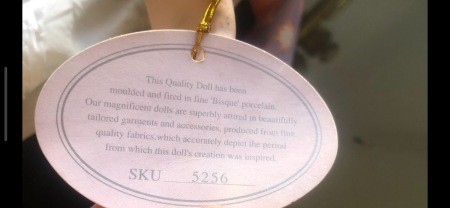 This Quality Doll has been
moulded and fired in fine 'Bisque' porcelain.
Our magnificent dolls are superbly attired in beautifully
tailored garments and accessories, produced from fine
quality fabrics, which accurately depict the period
from which this doll's creation was inspired.
SKU 5256